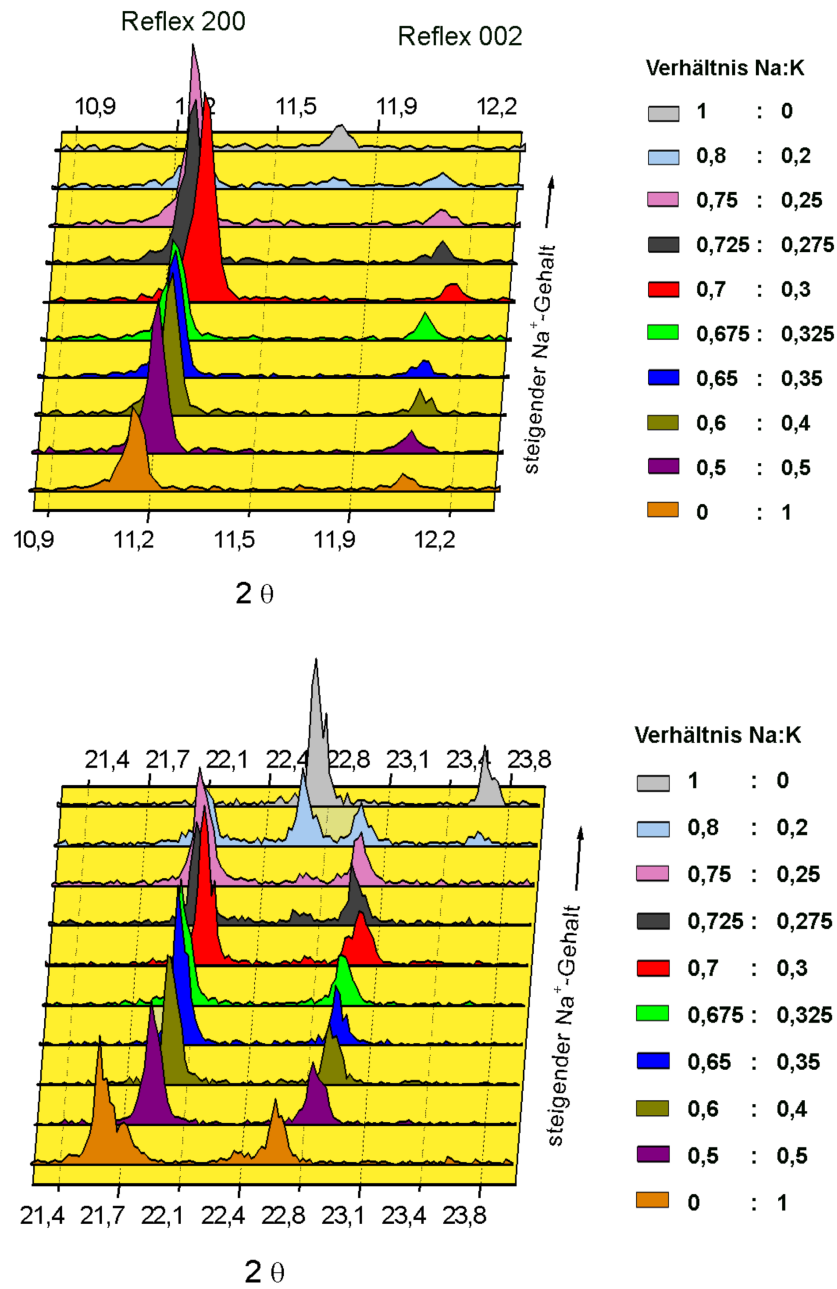 Reflex 200
Reflex 002
10,9 11,2 11,5 11,9 12,2
steigender Na+-Gehalt
10,9 11,2 11,5 11,9 12,2
2 θ
Verhältnis Na:K
1 : 0
0,8 : 0,2
0,75 : 0,25
0,725 : 0,275
0,7 : 0,3
0,675 : 0,325
0,65 : 0,35
0,6 : 0,4
0,5 : 0,5
0 : 1
21,4 21,7 22,1 22,4 22,8 23,1 23,4 23,8
steigender Na+-Gehalt
21,4 21,7 22,1 22,4 22,8 23,1 23,4 23,8
2 θ
Verhältnis Na:K
1 : 0
0,8 : 0,2
0,75 : 0,25
0,725 : 0,275
0,7 : 0,3
0,675 : 0,325
0,65 : 0,35
0,6 : 0,4
0,5 : 0,5
0 : 1